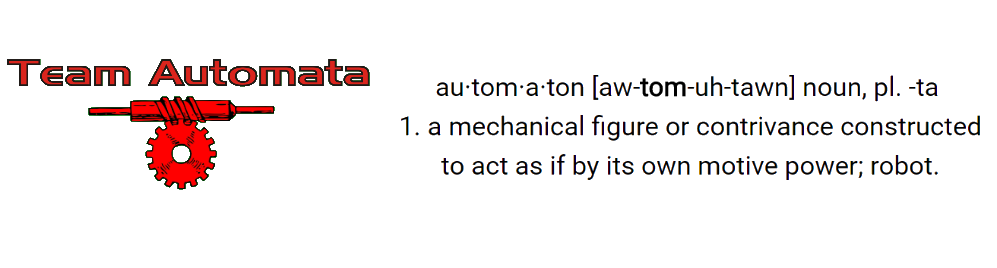 Team Automata
au·tom·a·ton [aw-tom-uh-tawn] noun, pl. -ta
1. a mechanical figure or contrivance constructed
to act as if by its own motive power; robot.